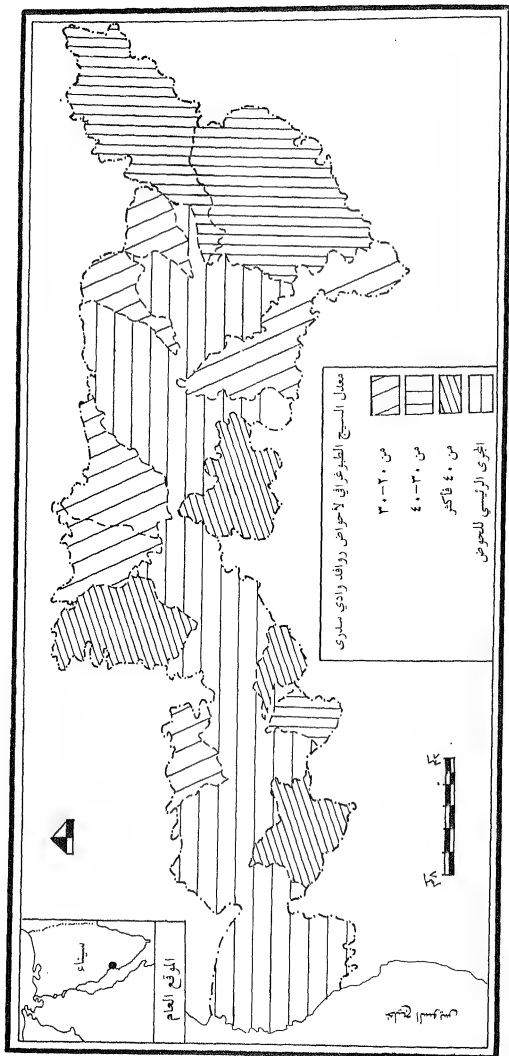 معدل النسيج الطبوغرافي لأحواض روافد وادي سدرى
من ٢٠-٣٠
من ٣٠-٤٠
من ٤٠ فأكثر
المجرى الرئيسي للحوض
الموقع العام
سيناء
خليج السويس